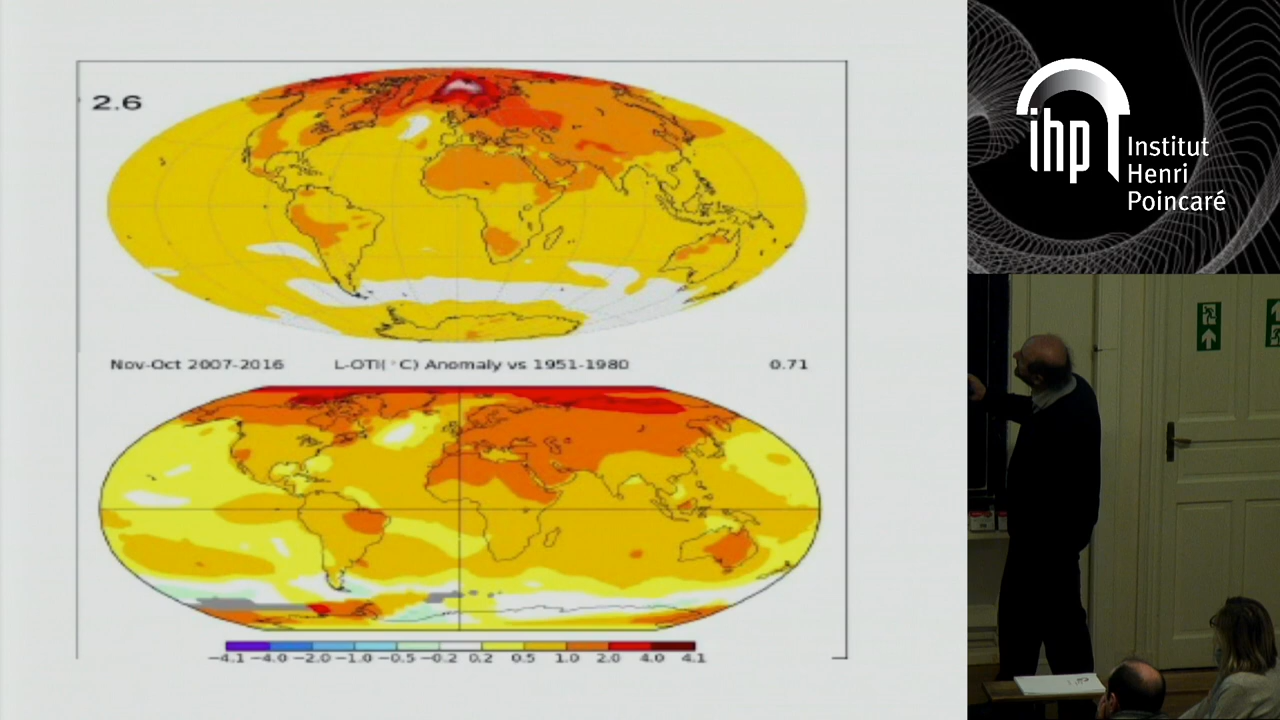 2.6
Nov-Oct 2007-2016 L-OTI(°C) Anomaly vs 1951-1980 0.71
-4.1 -4.0 -2.0 -1.0 -0.5 -0.2 0.2 0.5 1.0 2.0 4.0 4.1
ihp
Institut
Henri
Poincaré